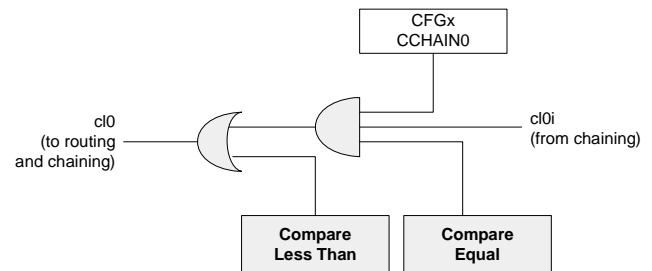 CFGx
CCHAIN0
cl0
(to routing
and chaining)
cl0i
(from chaining)
Compare
Less Than
Compare
Equal